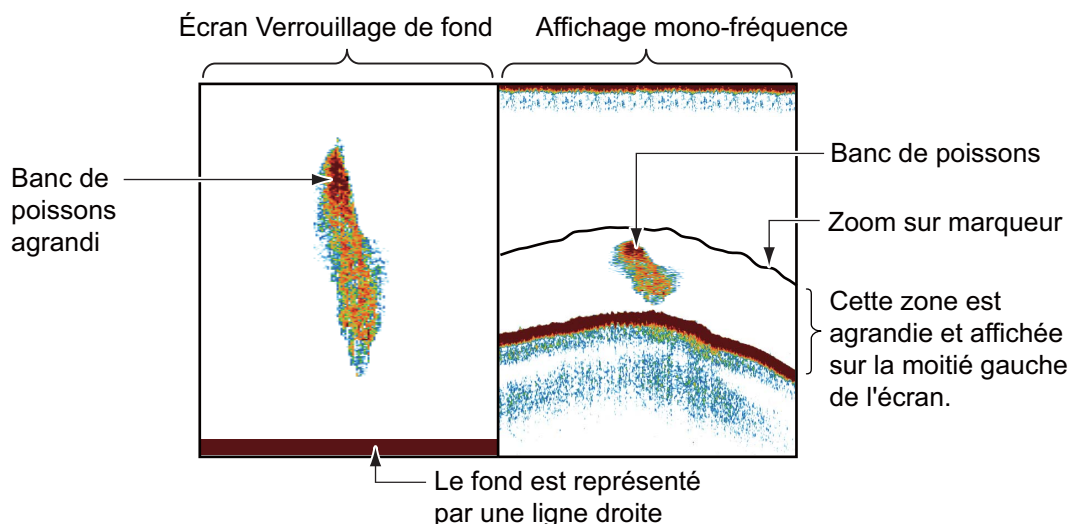 Écran Verrouillage de fond
Affichage mono-fréquence
Banc de
poissons
agrandi
Banc de poissons
Zoom sur marqueur
Cette zone est
agrandie et affichée
sur la moitié gauche
de l'écran.
Le fond est représenté
par une ligne droite